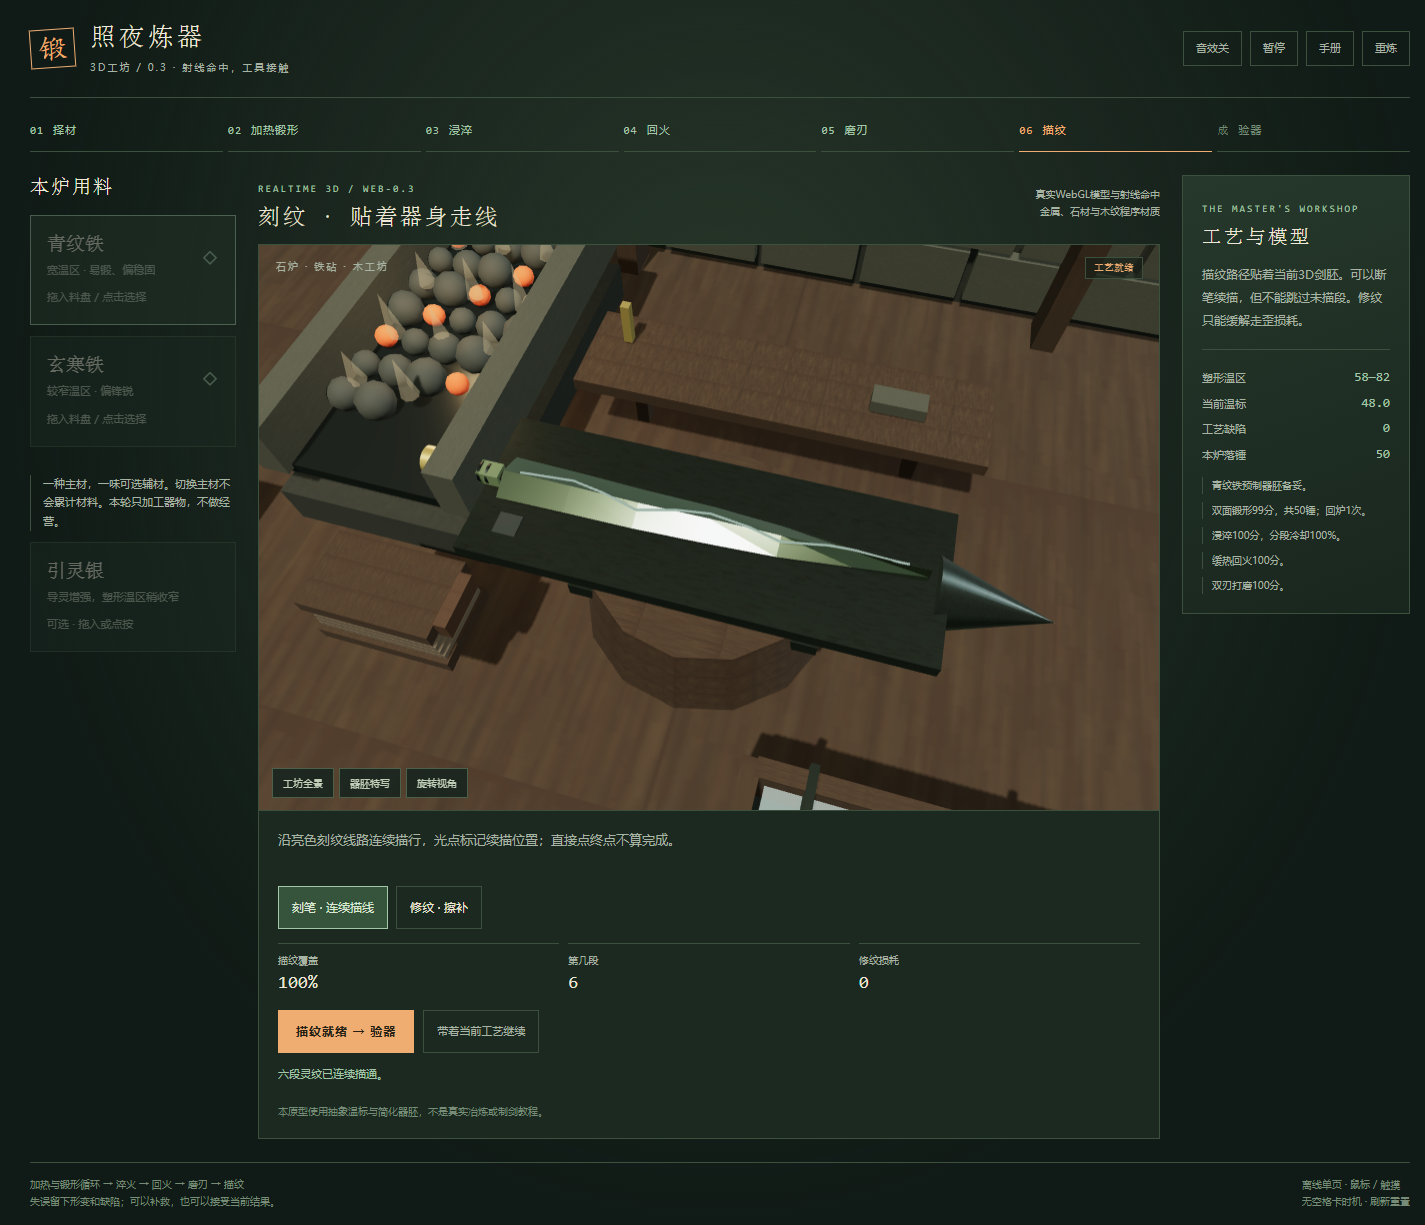 锻
照夜炼器
3D工坊 / 0.3 · 射线命中，工具接触
音效关
暂停
手册
重炼
01 择材
02 加热锻形
03 浸淬
04 回火
05 磨刃
06 描纹
成 验器
本炉用料
青纹铁
宽温区 · 易锻、偏稳固
拖入料盘 / 点击选择
玄寒铁
较窄温区 · 偏锋锐
拖入料盘 / 点击选择
一种主材，一味可选辅材。切换主材不
会累计材料。本轮只加工器物，不做经
营。
引灵银
导灵增强，塑形温区稍收窄
可选 · 拖入或点按
REALTIME 3D / WEB-0.3
刻纹 · 贴着器身走线
真实WebGL模型与射线命中
金属、石材与木纹程序材质
石炉 · 铁砧 · 木工坊
工艺就绪
工坊全景
器胚特写
旋转视角
沿亮色刻纹线路连续描行，光点标记续描位置；直接点终点不算完成。
刻笔 · 连续描线
修纹 · 擦补
描纹覆盖
100%
第几段
6
修纹损耗
0
描纹就绪 → 验器
带着当前工艺继续
六段灵纹已连续描通。
本原型使用抽象温标与简化器胚，不是真实冶炼或制剑教程。
THE MASTER'S WORKSHOP
工艺与模型
描纹路径贴着当前3D剑胚。可以断
笔续描，但不能跳过未描段。修纹
只能缓解走歪损耗。
塑形温区 58—82
当前温标 48.0
工艺缺陷 0
本炉落锤 50
青纹铁预制器胚备妥。
双面锻形99分，共50锤；回炉1次。
浸淬100分，分段冷却100%。
缓热回火100分。
双刃打磨100分。
加热与锻形循环 → 淬火 → 回火 → 磨刃 → 描纹
失误留下形变和缺陷；可以补救，也可以接受当前结果。
离线单页 · 鼠标 / 触摸
无空格卡时机 · 刷新重置